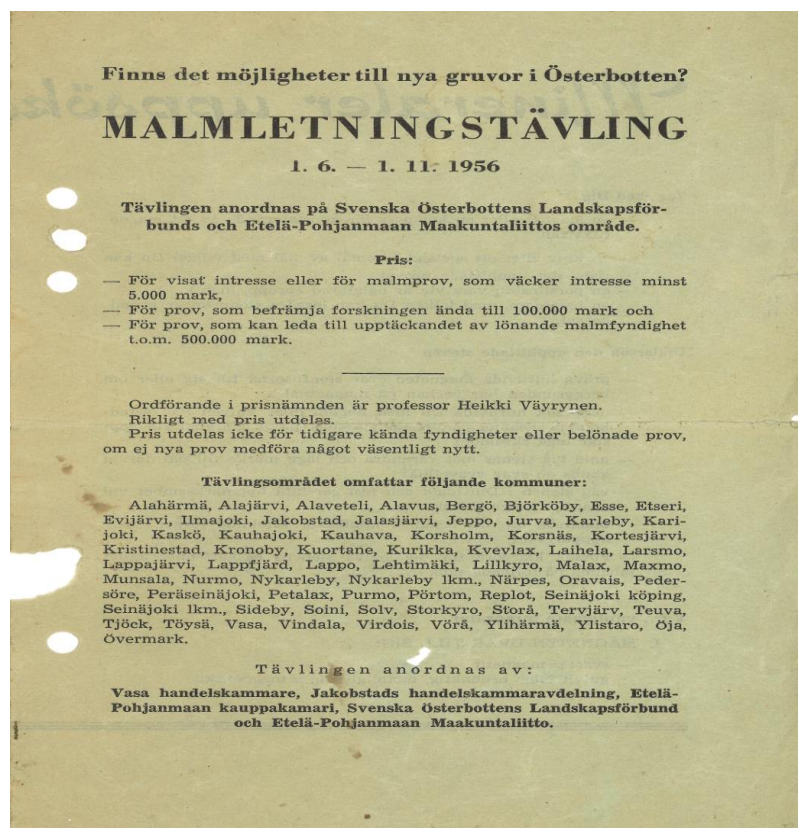 Finns det möjligheter till nya gruvor i Österbotten?
MALMLETNINGSTÄVLING
1. 6. — 1. 11. 1956
Tävlingen anordnas på Svenska Österbottens Landskapsför-
bunds och Etelä-Pohjanmaan Maakuntaliittos område.
Pris:
— För visat intresse eller för malmprov, som väcker intresse minst
5.000 mark,
— För prov, som befrämja forskningen ända till 100.000 mark och
— För prov, som kan leda till upptäckandet av lönande malmfyndighet
t.o.m. 500.000 mark.
Ordförande i prisnämnden är professor Heikki Väyrynen.
Rikligt med pris utdelas.
Pris utdelas icke för tidigare kända fyndigheter eller belönade prov,
om ej nya prov medföra något väsentligt nytt.
Tävlingsområdet omfattar följande kommuner:
Alahärmä, Alajärvi, Alaveteli, Alavus, Bergö, Björköby, Esse, Etseri,
Evijärvi, Ilmajoki, Jakobstad, Jalasjärvi, Jeppo, Jurva, Karleby, Kari-
joki, Kaskö, Kauhajoki, Kauhava, Korsholm, Korsnäs, Kortesjärvi,
Kristinestad, Kronoby, Kuortane, Kurikka, Kvevlax, Laihela, Larsmo,
Lappajärvi, Lappfjärd, Lappo, Lehtimäki, Lillkyro, Malax, Maxmo,
Munsala, Nurmo, Nykarleby, Nykarleby lkm., Närpes, Oravais, Peder-
söre, Peräseinäjoki, Petalax, Purmo, Pörtom, Replot, Seinäjoki köping,
Seinäjoki lkm., Sideby, Soini, Solv, Storkyro, Storå, Tervjärv, Teuva,
Tjöck, Töysä, Vasa, Vindala, Virdois, Vörå, Ylihärmä, Ylistaro, Öja,
Övermark.
Tävlingen anordnas av:
Vasa handelskammare, Jakobstads handelskammaravdelning, Etelä-
Pohjanmaan kauppakamari, Svenska Österbottens Landskapsförbund
och Etelä-Pohjanmaan Maakuntaliitto.